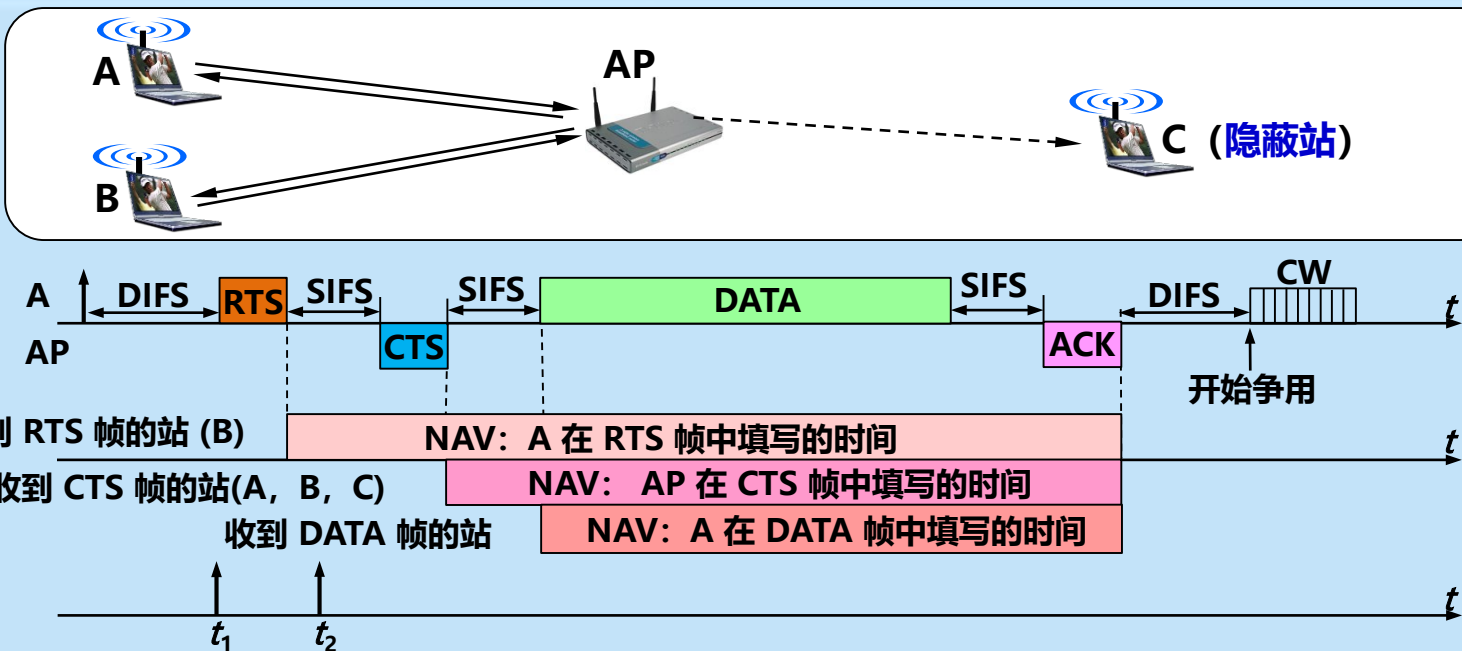 A
AP
B
C（隐蔽站）
A
DIFS
RTS
SIFS
SIFS
DATA
SIFS
DIFS
CW
t
AP
CTS
ACK
开始争用
RTS 帧的站 (B)
NAV：A 在 RTS 帧中填写的时间
t
收到 CTS 帧的站(A，B，C)
NAV： AP 在 CTS 帧中填写的时间
收到 DATA 帧的站
NAV：A 在 DATA 帧中填写的时间
t
t1
t2